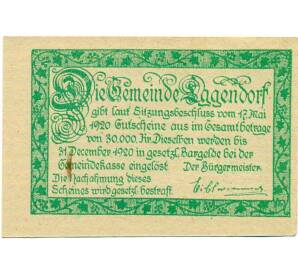 Die Gemeinde Eggendorf
gibt laut Sitzungsbeschluss vom 17. Mai
1920 Gutscheine aus im Gesamtbetrage
von 30.000. Kr. Dieselben werden bis
31 December 1920 in gesetzl. Bargelde bei der
Gemeindekasse eingelöst. Der Bürgermeister.
Die Nachahmung dieses
Scheines wird gesetzl. bestraft.